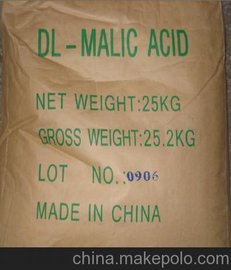 DL-MALIC ACID
NET WEIGHT:25KG
GROSS WEIGHT:25.2KG
LOT NO.:0906
MADE IN CHINA
china.makepolo.com